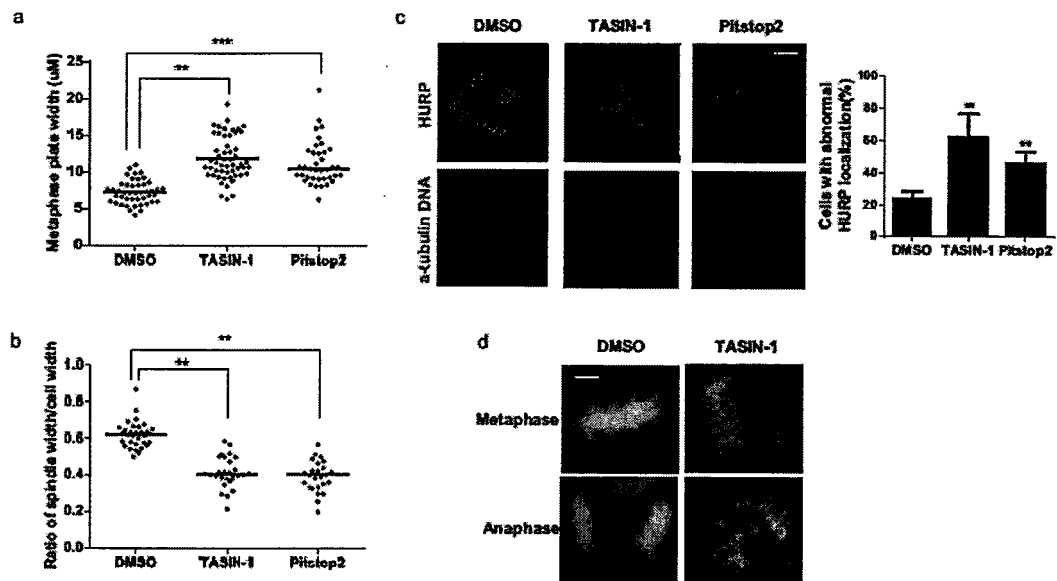 a
Metaphase plate width (uM)
25
20
15
10
5
0
***
**
DMSO TASIN-1 Pitstop2
b
Ratio of spindle width/cell width
1.0
0.8
0.6
0.4
0.2
0.0
**
**
DMSO TASIN-1 Pitstop2
c
DMSO TASIN-1 Pitstop2
HURP
a-tubulin DNA
Cells with abnormal
HURP localization(%)
100
80
60
40
20
0
**
**
DMSO TASIN-1 Pitstop2
d
DMSO TASIN-1
Metaphase
Anaphase